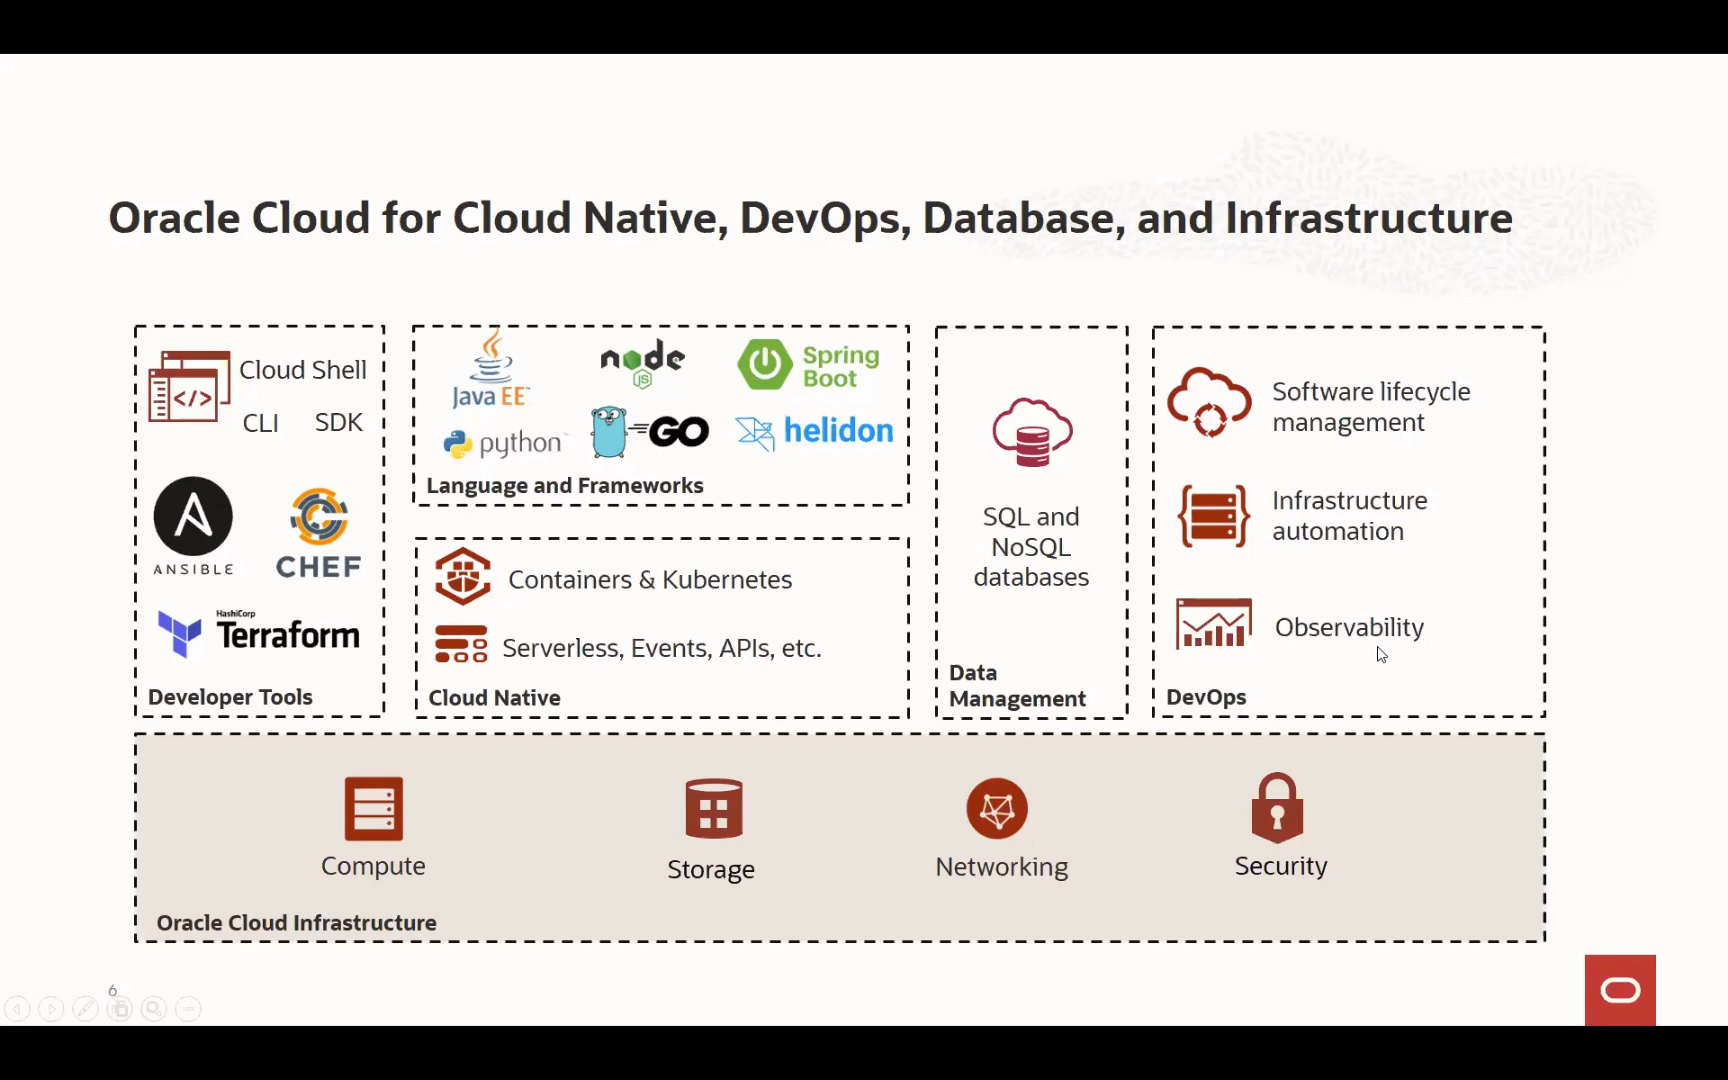 Oracle Cloud for Cloud Native, DevOps, Database, and Infrastructure
Cloud Shell
CLI SDK
ANSIBLE
CHEF
HashiCorp
Terraform
Developer Tools
Java EE™
node
JS
Spring
Boot
python™
GO
helidon
Language and Frameworks
Containers & Kubernetes
Serverless, Events, APIs, etc.
Cloud Native
SQL and
NoSQL
databases
Data
Management
Software lifecycle
management
Infrastructure
automation
Observability
DevOps
Compute
Storage
Networking
Security
Oracle Cloud Infrastructure
6